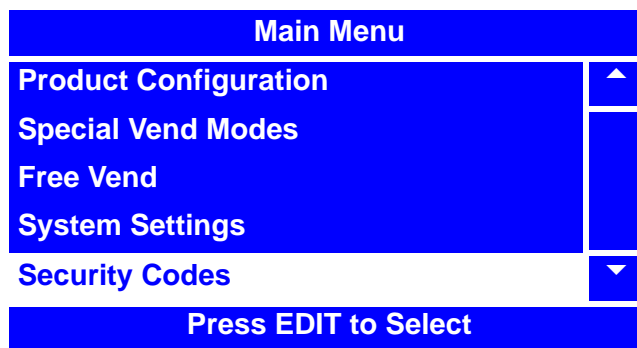 Main Menu
Product Configuration
Special Vend Modes
Free Vend
System Settings
Security Codes
Press EDIT to Select